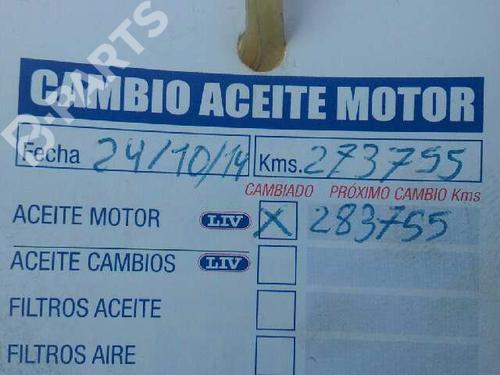 B-PARTS
CAMBIO ACEITE MOTOR
Fecha 24/10/14 Kms. 273755
CAMBIADO PRÓXIMO CAMBIO Kms
ACEITE MOTOR LIV X 283755
ACEITE CAMBIOS LIV
FILTROS ACEITE
FILTROS AIRE